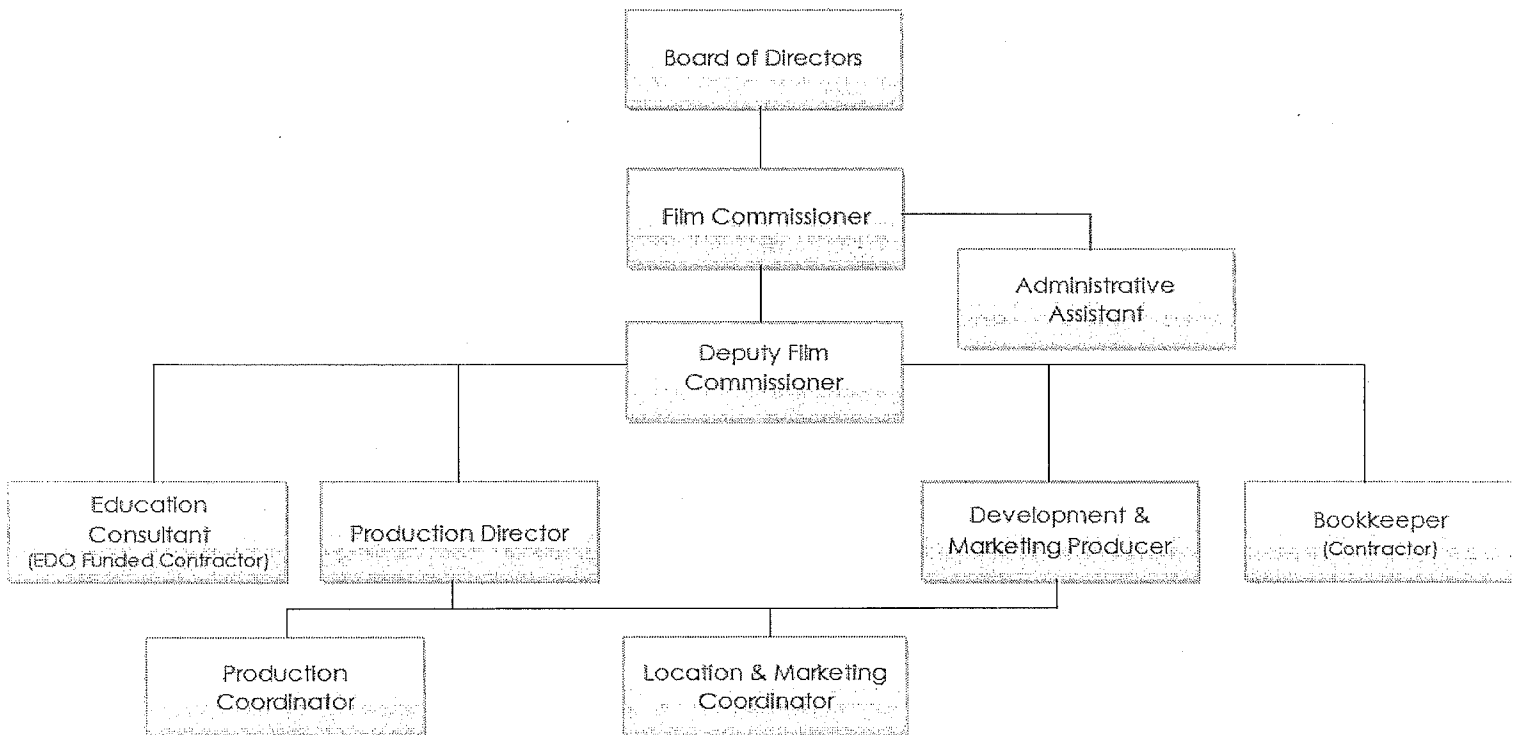 Board of Directors
Film Commissioner
Administrative
Assistant
Deputy Film
Commissioner
Education
Consultant
(EDO Funded Contractor)
Production Director
Development &
Marketing Producer
Bookkeeper
(Contractor)
Production
Coordinator
Location & Marketing
Coordinator